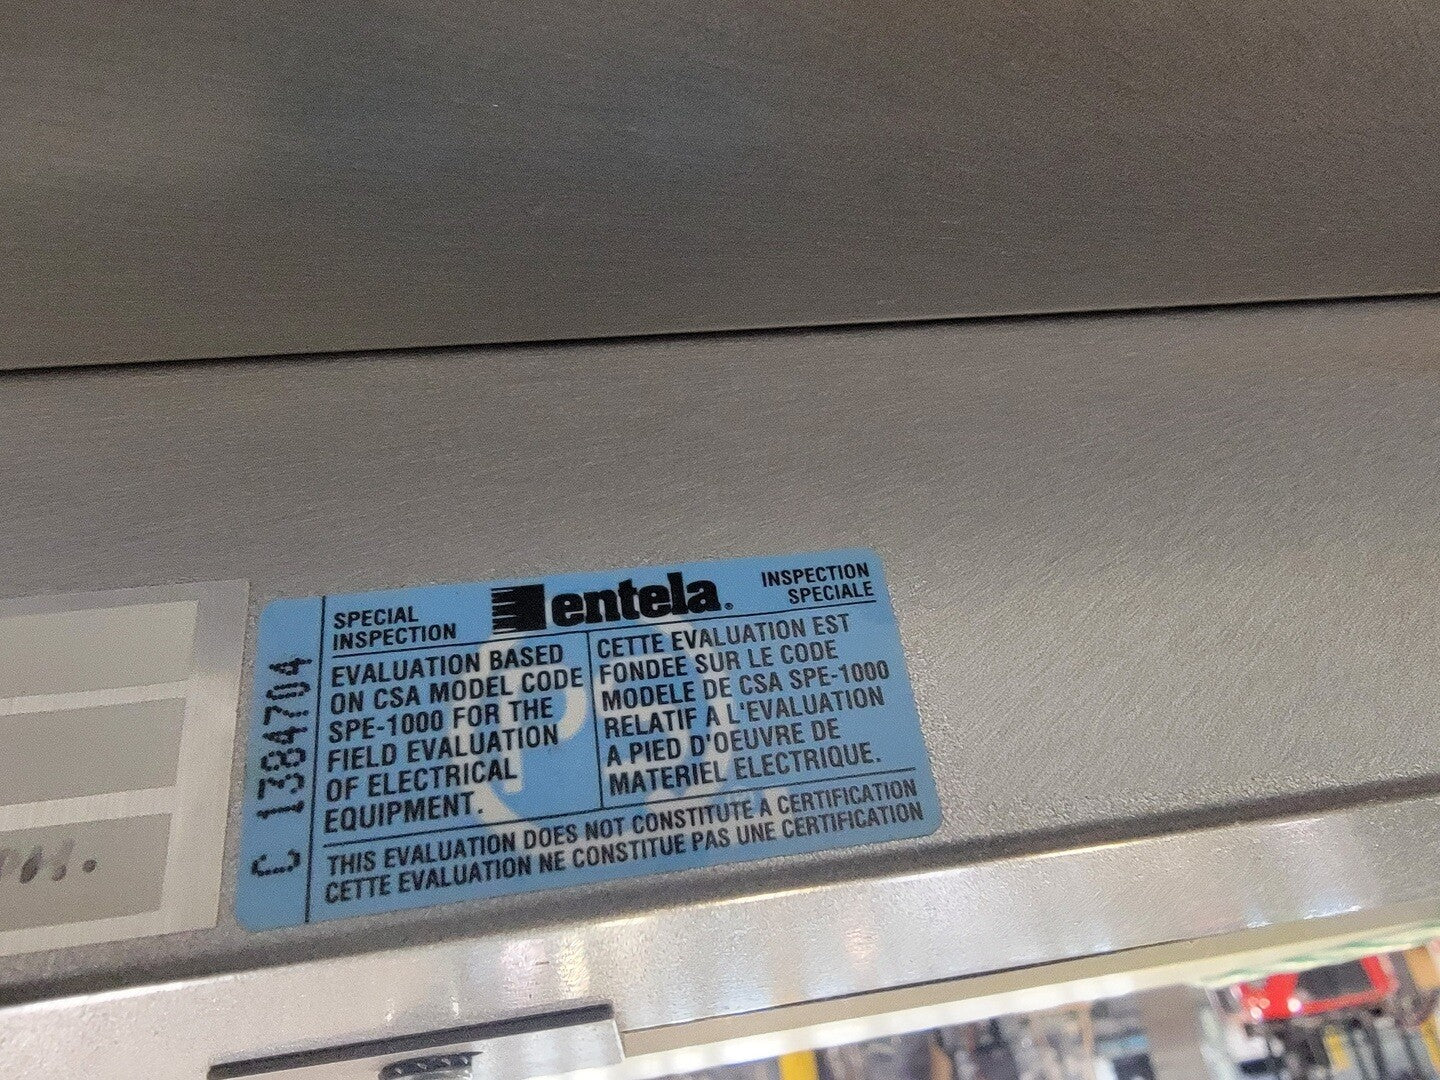 C 1384704
SPECIAL
INSPECTION
entela®
INSPECTION
SPECIALE
EVALUATION BASED
ON CSA MODEL CODE
SPE-1000 FOR THE
FIELD EVALUATION
OF ELECTRICAL
EQUIPMENT.
CETTE EVALUATION EST
FONDEE SUR LE CODE
MODELE DE CSA SPE-1000
RELATIF A L'EVALUATION
A PIED D'OEUVRE DE
MATERIEL ELECTRIQUE.
THIS EVALUATION DOES NOT CONSTITUTE A CERTIFICATION
CETTE EVALUATION NE CONSTITUE PAS UNE CERTIFICATION